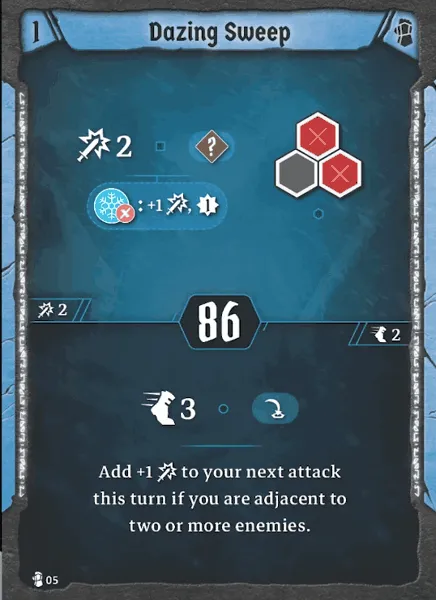 1
Dazing Sweep
2
?
: +1 ,
2
86
2
3
Add +1 to your next attack
this turn if you are adjacent to
two or more enemies.
05